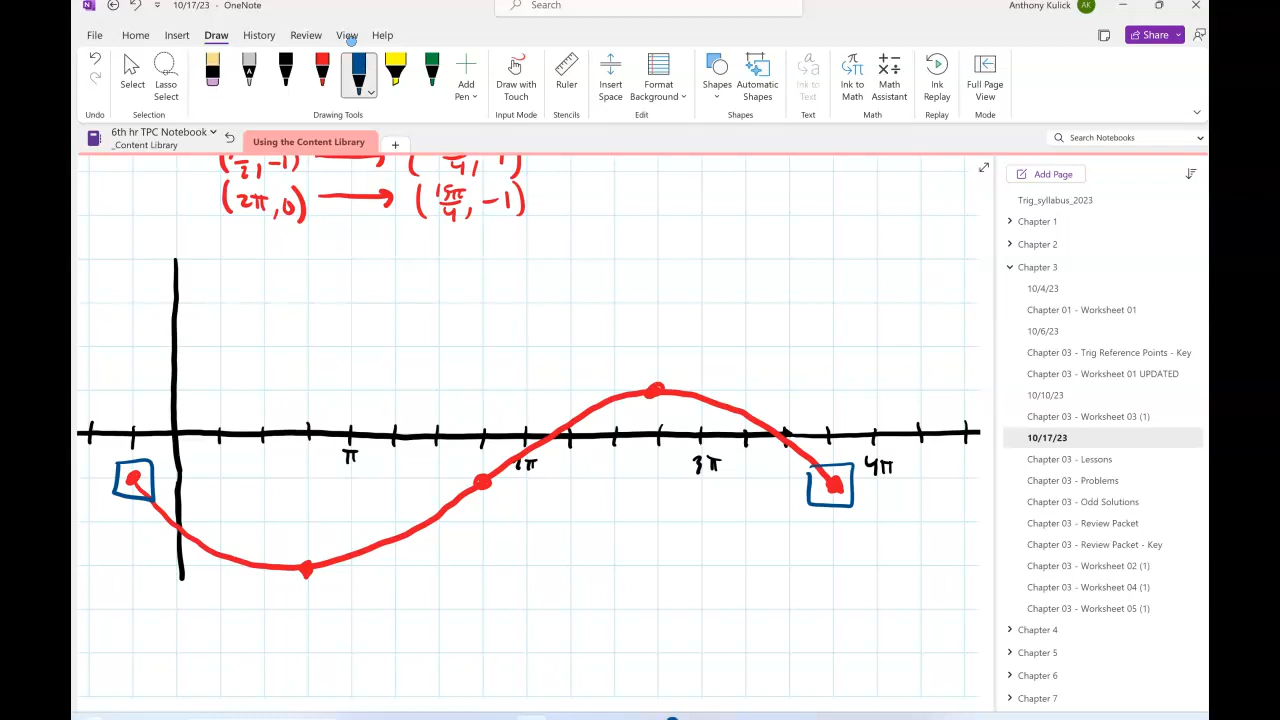 10/17/23 - OneNote
Search
Anthony Kulick
AK
File Home Insert Draw History Review View Help
Share
Undo
Select
Lasso Select
Add Pen
Draw with Touch
Ruler
Insert Space
Format Background
Shapes
Automatic Shapes
Ink to Text
Ink to Math
Math Assistant
Ink Replay
Full Page View
Undo Selection Drawing Tools Input Mode Stencils Edit Shapes Text Math Replay Mode
6th hr TPC Notebook
_Content Library
Using the Content Library
+
Search Notebooks
Add Page
Trig_syllabus_2023
Chapter 1
Chapter 2
Chapter 3
10/4/23
Chapter 01 - Worksheet 01
10/6/23
Chapter 03 - Trig Reference Points - Key
Chapter 03 - Worksheet 01 UPDATED
10/10/23
Chapter 03 - Worksheet 03 (1)
10/17/23
Chapter 03 - Lessons
Chapter 03 - Problems
Chapter 03 - Odd Solutions
Chapter 03 - Review Packet
Chapter 03 - Review Packet - Key
Chapter 03 - Worksheet 02 (1)
Chapter 03 - Worksheet 04 (1)
Chapter 03 - Worksheet 05 (1)
Chapter 4
Chapter 5
Chapter 6
Chapter 7
(2π, 0) → (15π/4, -1)
π 2π 3π 4π